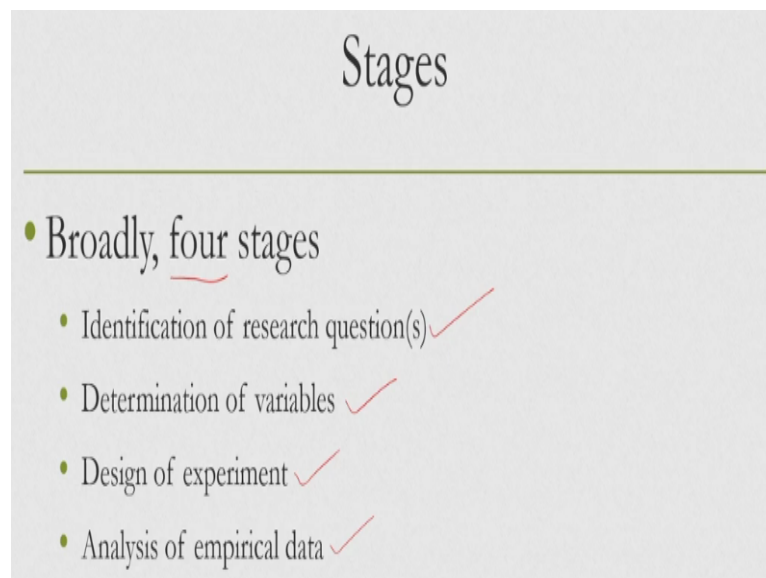 Stages
• Broadly, four stages
• Identification of research question(s)
• Determination of variables
• Design of experiment
• Analysis of empirical data